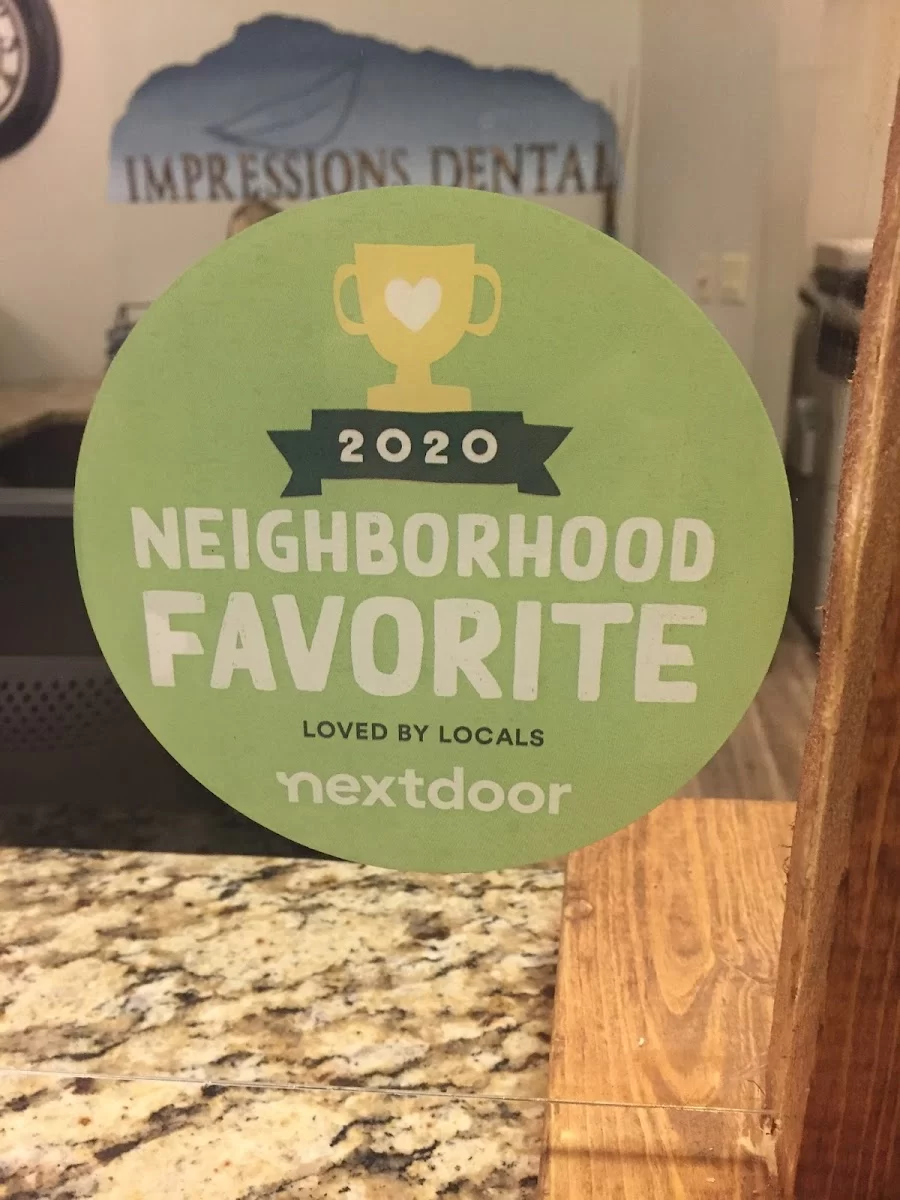 IMPRESSIONS DENTAL
2020
NEIGHBORHOOD
FAVORITE
LOVED BY LOCALS
nextdoor